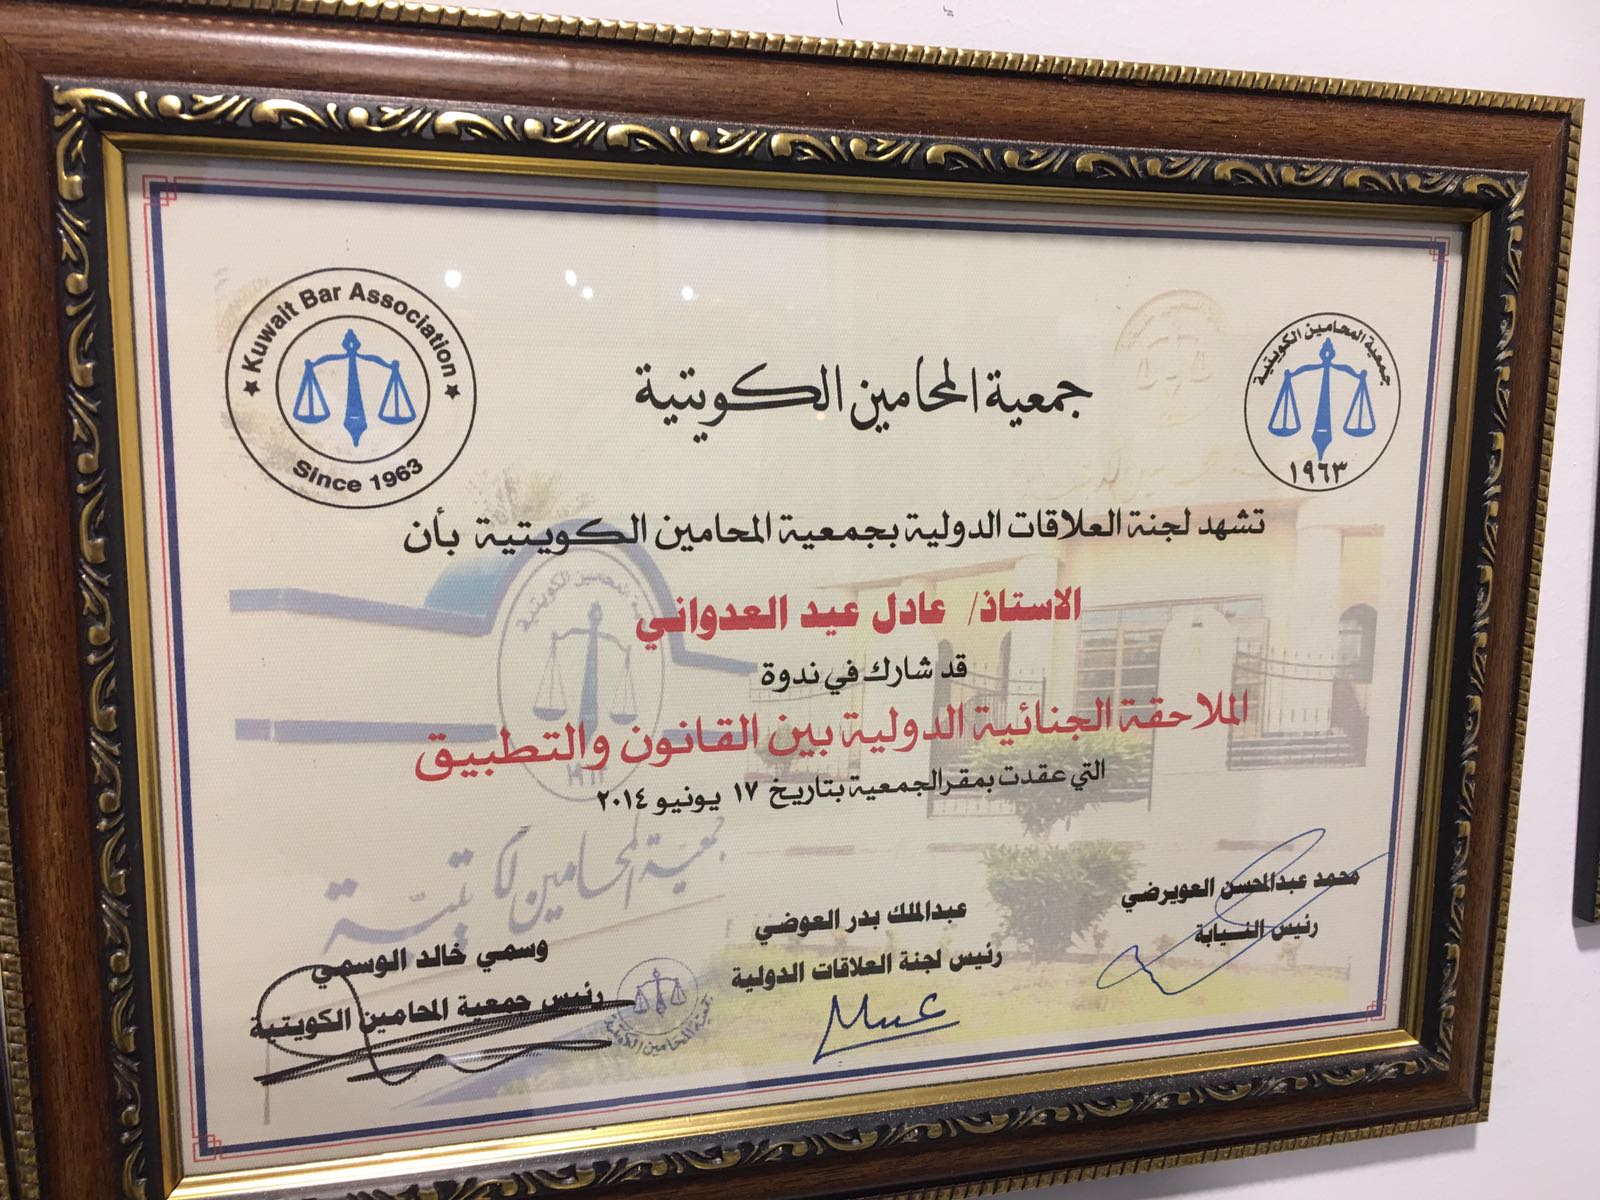 Kuwait Bar Association
Since 1963
جمعية المحامين الكويتية
جمعية المحامين الكويتية
١٩٦٣
تشهد لجنة العلاقات الدولية بجمعية المحامين الكويتية بأن
الاستاذ/ عادل عيد العدواني
قد شارك في ندوة
الملاحقة الجنائية الدولية بين القانون والتطبيق
التي عقدت بمقر الجمعية بتاريخ ١٧ يونيو ٢٠١٤
محمد عبدالمحسن العويرضي
رئيس النيابة
عبدالملك بدر العوضي
رئيس لجنة العلاقات الدولية
وسمي خالد الوسمي
رئيس جمعية المحامين الكويتية
جمعية المحامين الكويتية